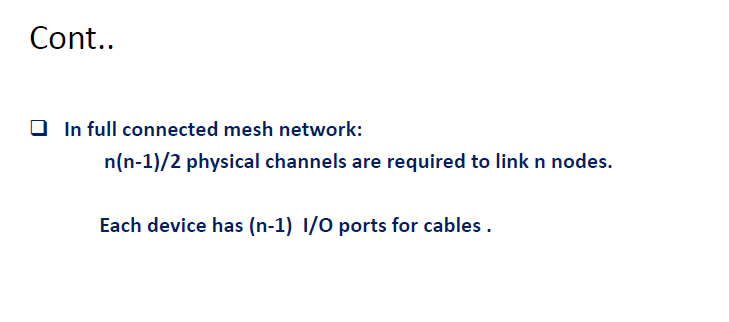 Cont..
❑ In full connected mesh network:
n(n-1)/2 physical channels are required to link n nodes.
Each device has (n-1) I/O ports for cables .